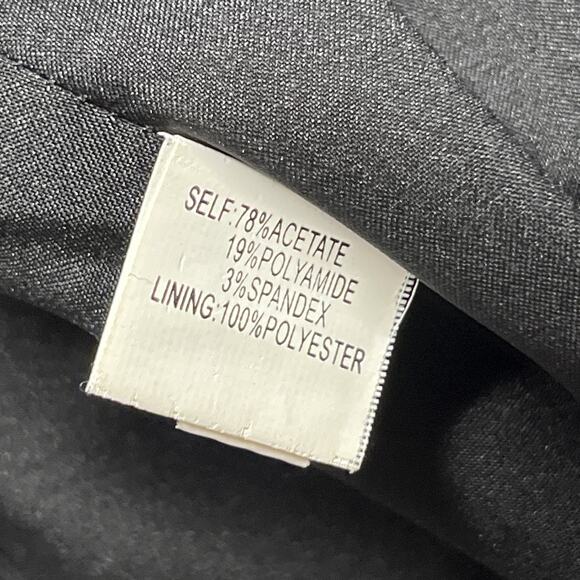 SELF:78%ACETATE
19%POLYAMIDE
3%SPANDEX
LINING:100%POLYESTER